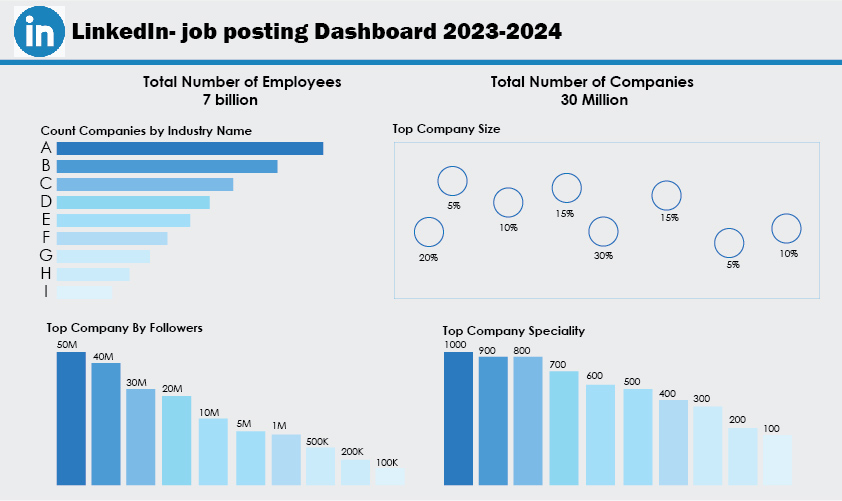 in
LinkedIn- job posting Dashboard 2023-2024
Total Number of Employees
7 billion
Total Number of Companies
30 Million
Count Companies by Industry Name
A
B
C
D
E
F
G
H
I
Top Company Size
5%
10%
15%
15%
20%
30%
5%
10%
Top Company By Followers
50M
40M
30M
20M
10M
5M
1M
500K
200K
100K
Top Company Speciality
1000
900
800
700
600
500
400
300
200
100